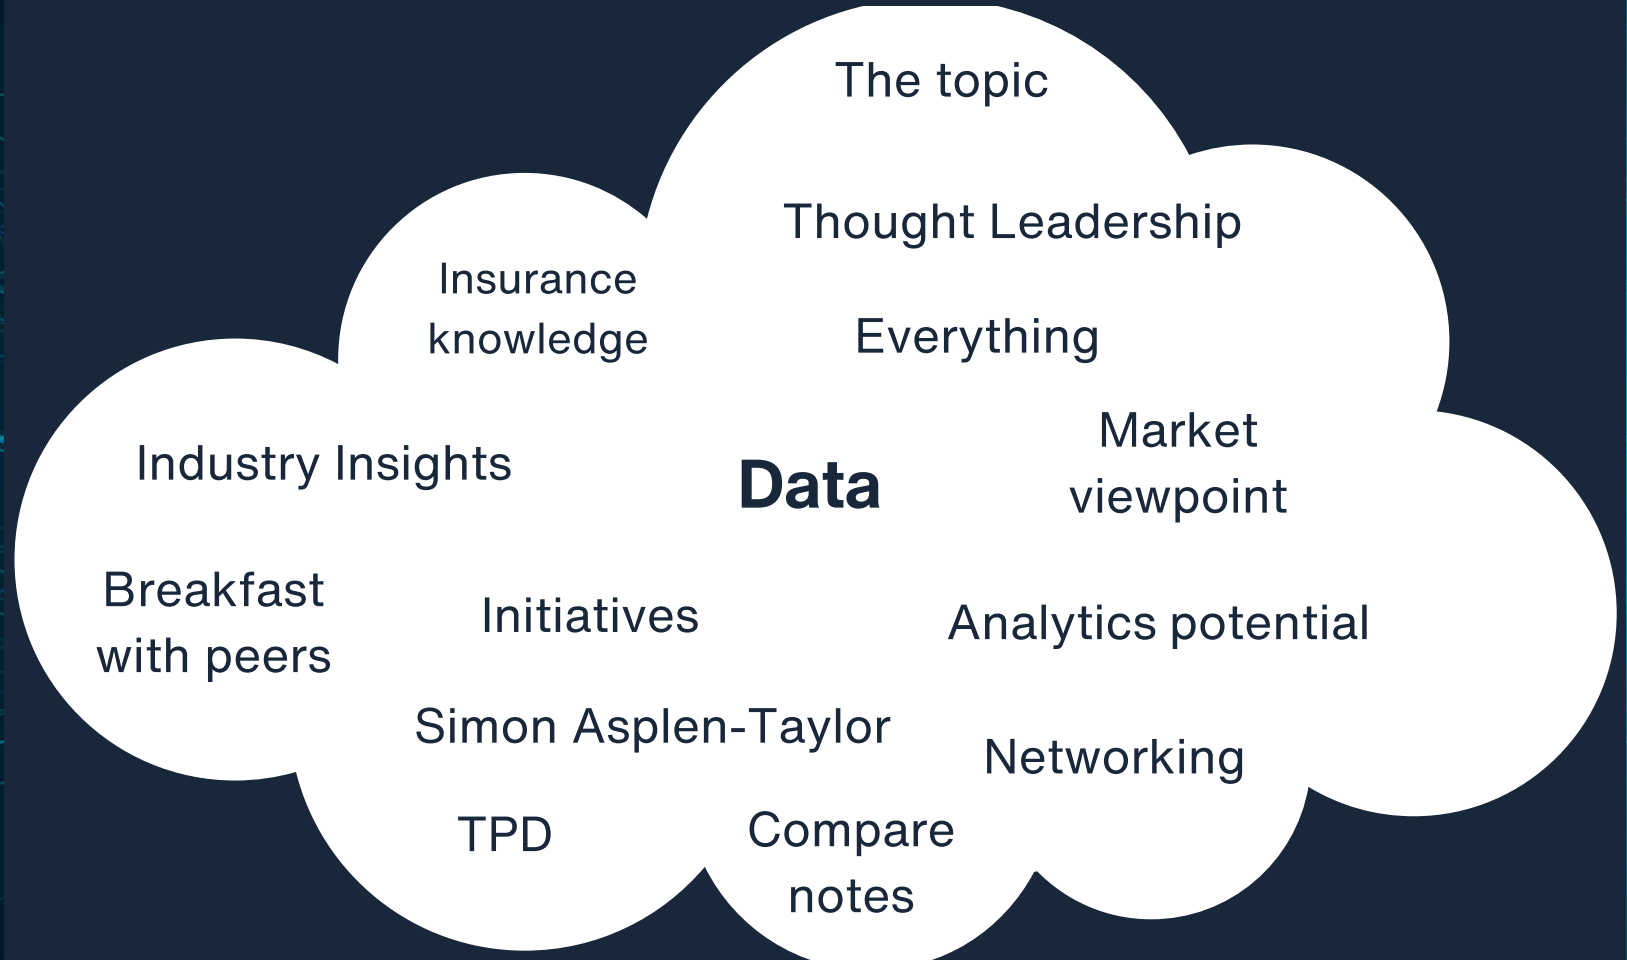 The topic
Thought Leadership
Insurance
knowledge
Everything
Market
viewpoint
Industry Insights
Data
Breakfast
with peers
Initiatives
Analytics potential
Simon Asplen-Taylor
Networking
TPD
Compare
notes